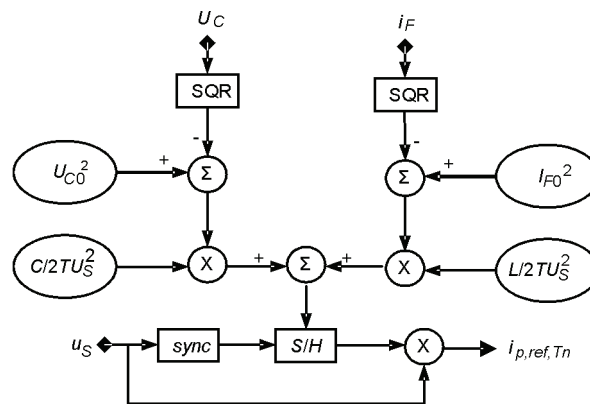 U_C i_F
SQR SQR
- -
U_C0^2 + Σ Σ + I_F0^2
C/2TU_S^2 X + Σ + X L/2TU_S^2
u_S sync S/H X i_p,ref,Tn